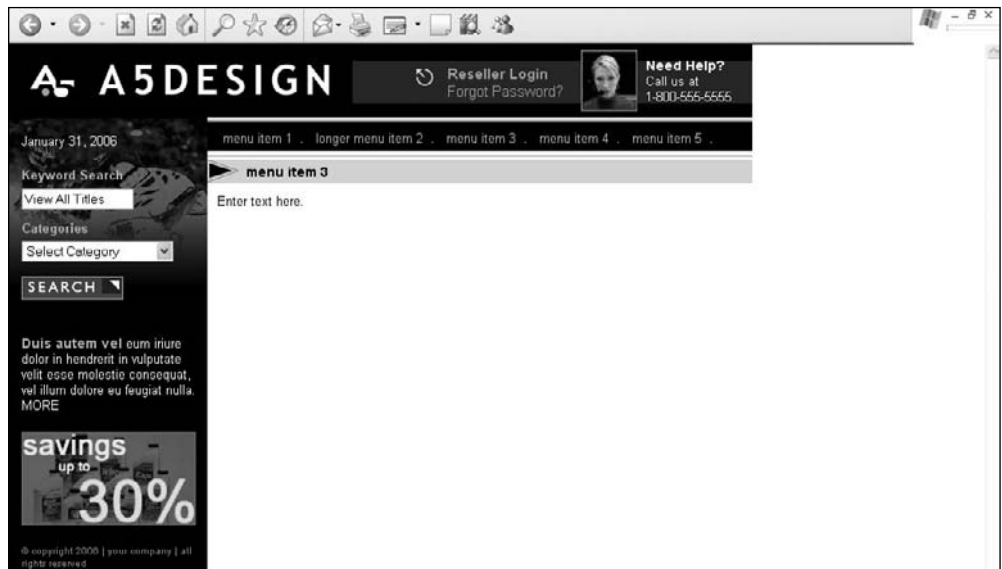 A5DESIGN
Reseller Login
Forgot Password?
Need Help?
Call us at
1-800-555-5555
January 31, 2006
menu item 1 . longer menu item 2 . menu item 3 . menu item 4 . menu item 5 .
Keyword Search
View All Titles
Categories
Select Category
SEARCH
menu item 3
Enter text here.
Duis autem vel eum iriure
dolor in hendrerit in vulputate
velit esse molestie consequat,
vel illum dolore eu feugiat nulla.
MORE
savings
up to
30%
© copyright 2006 | your company | all
rights reserved